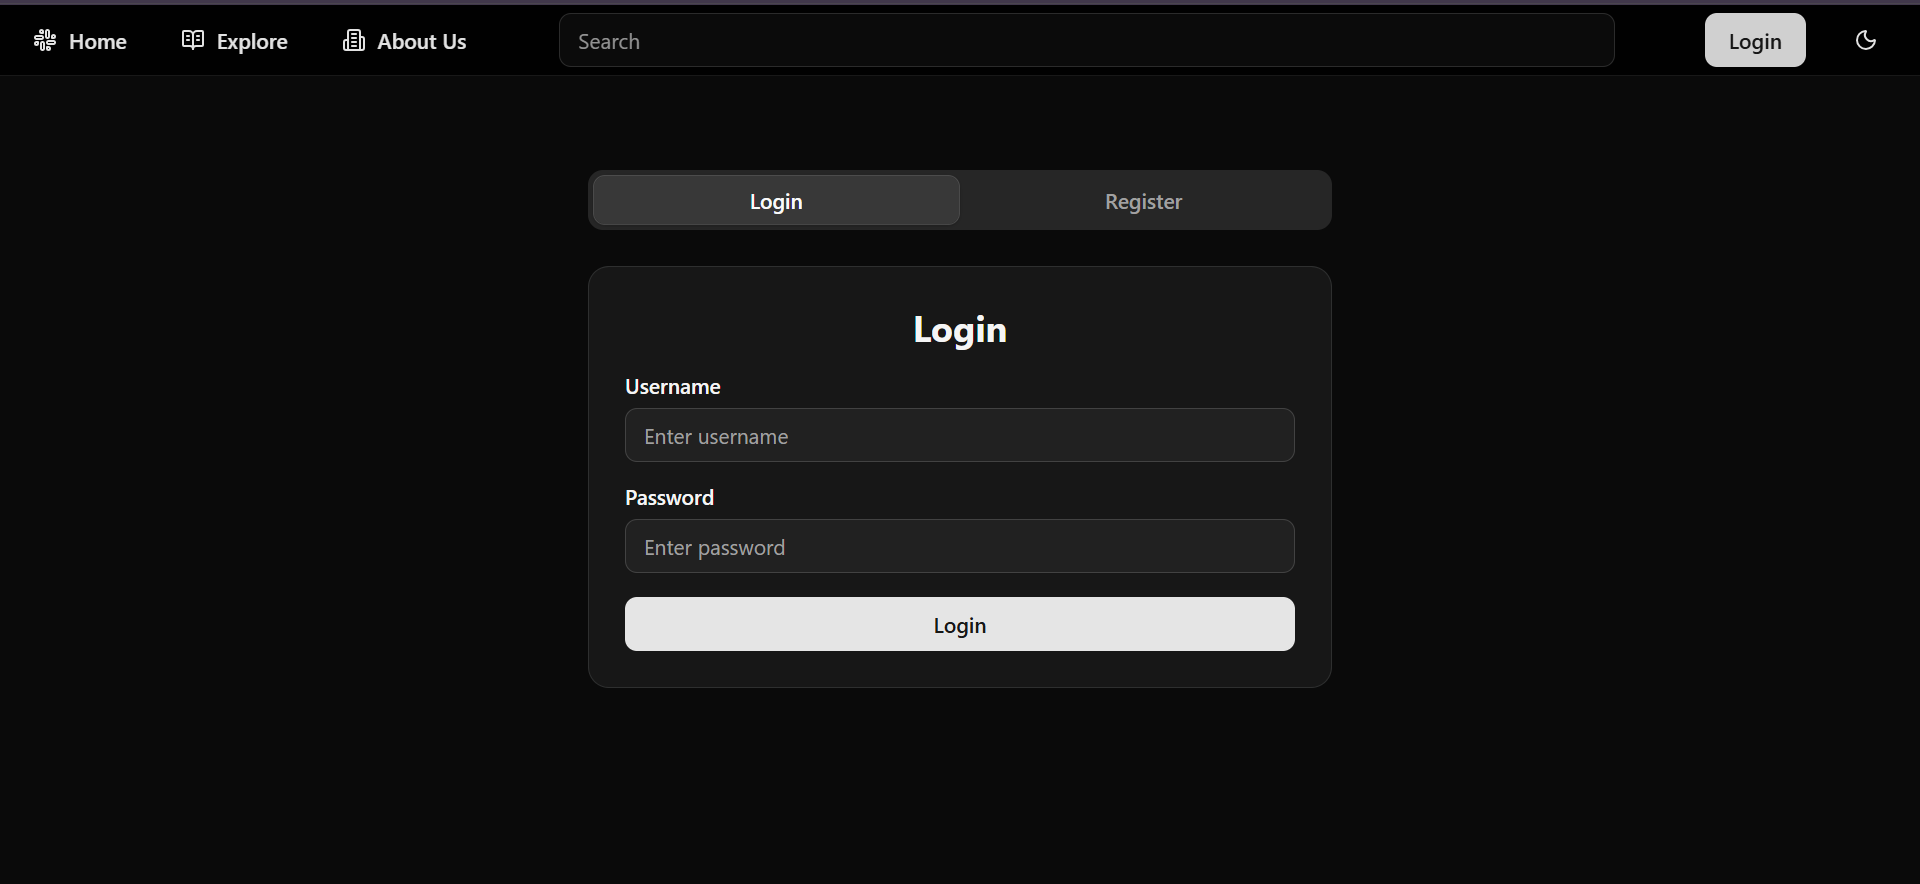 Home
Explore
About Us
Search
Login
Login
Register
Login
Username
Enter username
Password
Enter password
Login